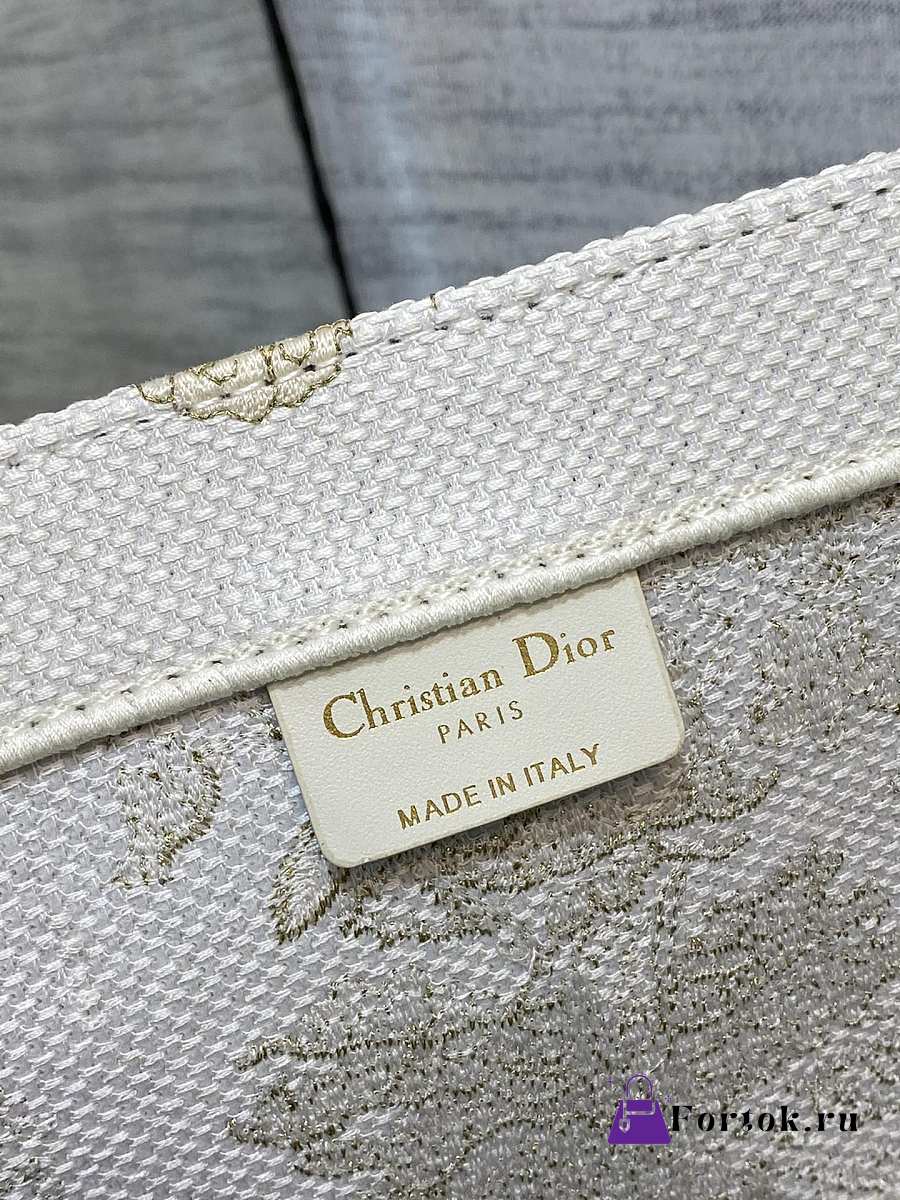 Christian Dior
PARIS
MADE IN ITALY
Fortok.ru